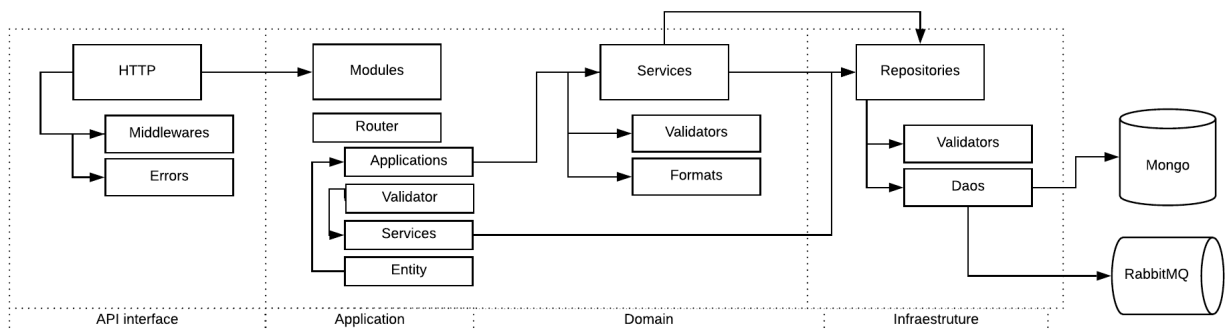 HTTP
Middlewares
Errors
Modules
Router
Applications
Validator
Services
Entity
Services
Validators
Formats
Repositories
Validators
Daos
Mongo
RabbitMQ
API interface
Application
Domain
Infraestruture